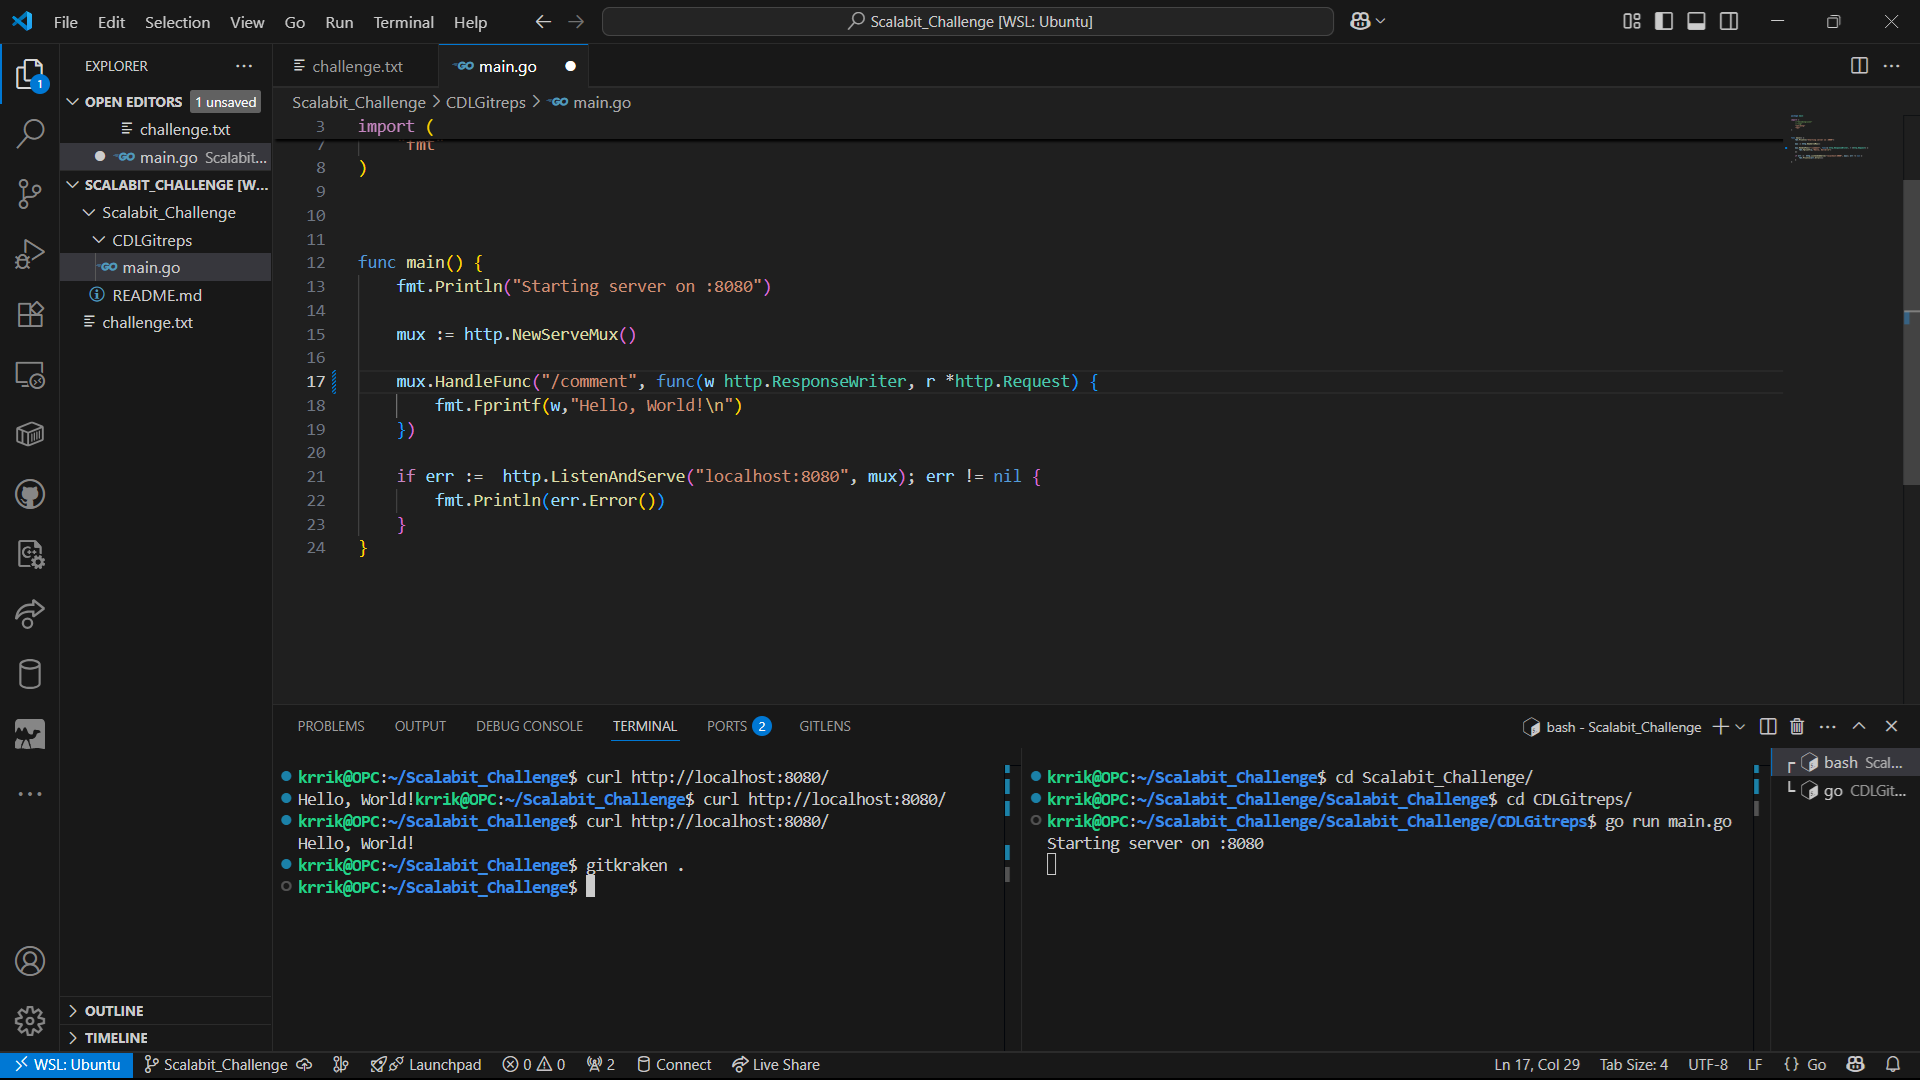 File Edit Selection View Go Run Terminal Help
Scalabit_Challenge [WSL: Ubuntu]
EXPLORER
OPEN EDITORS 1 unsaved
challenge.txt
main.go Scalabit...
SCALABIT_CHALLENGE [W...
Scalabit_Challenge
CDLGitreps
main.go
README.md
challenge.txt
OUTLINE
TIMELINE
1
challenge.txt
main.go
Scalabit_Challenge > CDLGitreps > main.go
3 import (
7 fmt
8 )
9
10
11
12 func main() {
13 fmt.Println("Starting server on :8080")
14
15 mux := http.NewServeMux()
16
17 mux.HandleFunc("/comment", func(w http.ResponseWriter, r *http.Request) {
18 fmt.Fprintf(w,"Hello, World!\n")
19 })
20
21 if err :=  http.ListenAndServe("localhost:8080", mux); err != nil {
22 fmt.Println(err.Error())
23 }
24 }
PROBLEMS OUTPUT DEBUG CONSOLE TERMINAL PORTS 2 GITLENS
bash - Scalabit_Challenge
krrik@OPC:~/Scalabit_Challenge$ curl http://localhost:8080/
Hello, World!krrik@OPC:~/Scalabit_Challenge$ curl http://localhost:8080/
krrik@OPC:~/Scalabit_Challenge$ curl http://localhost:8080/
Hello, World!
krrik@OPC:~/Scalabit_Challenge$ gitkraken .
krrik@OPC:~/Scalabit_Challenge$
krrik@OPC:~/Scalabit_Challenge$ cd Scalabit_Challenge/
krrik@OPC:~/Scalabit_Challenge/Scalabit_Challenge$ cd CDLGitreps/
krrik@OPC:~/Scalabit_Challenge/Scalabit_Challenge/CDLGitreps$ go run main.go
Starting server on :8080
bash Scal...
go CDLGit...
WSL: Ubuntu Scalabit_Challenge Launchpad 0 0 2 Connect Live Share
Ln 17, Col 29 Tab Size: 4 UTF-8 LF {} Go